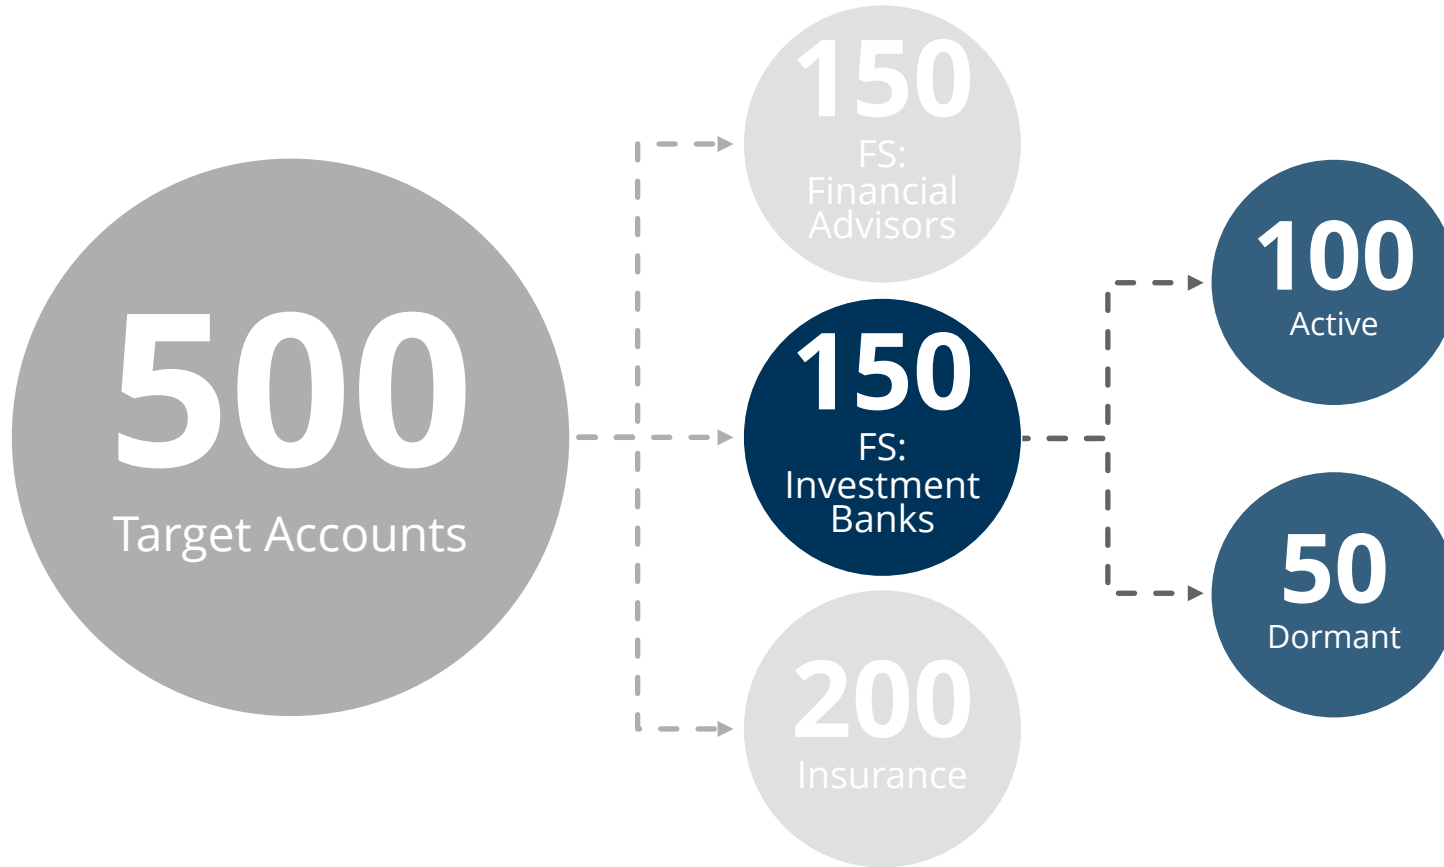 500
Target Accounts
150
FS:
Financial
Advisors
150
FS:
Investment
Banks
200
Insurance
100
Active
50
Dormant